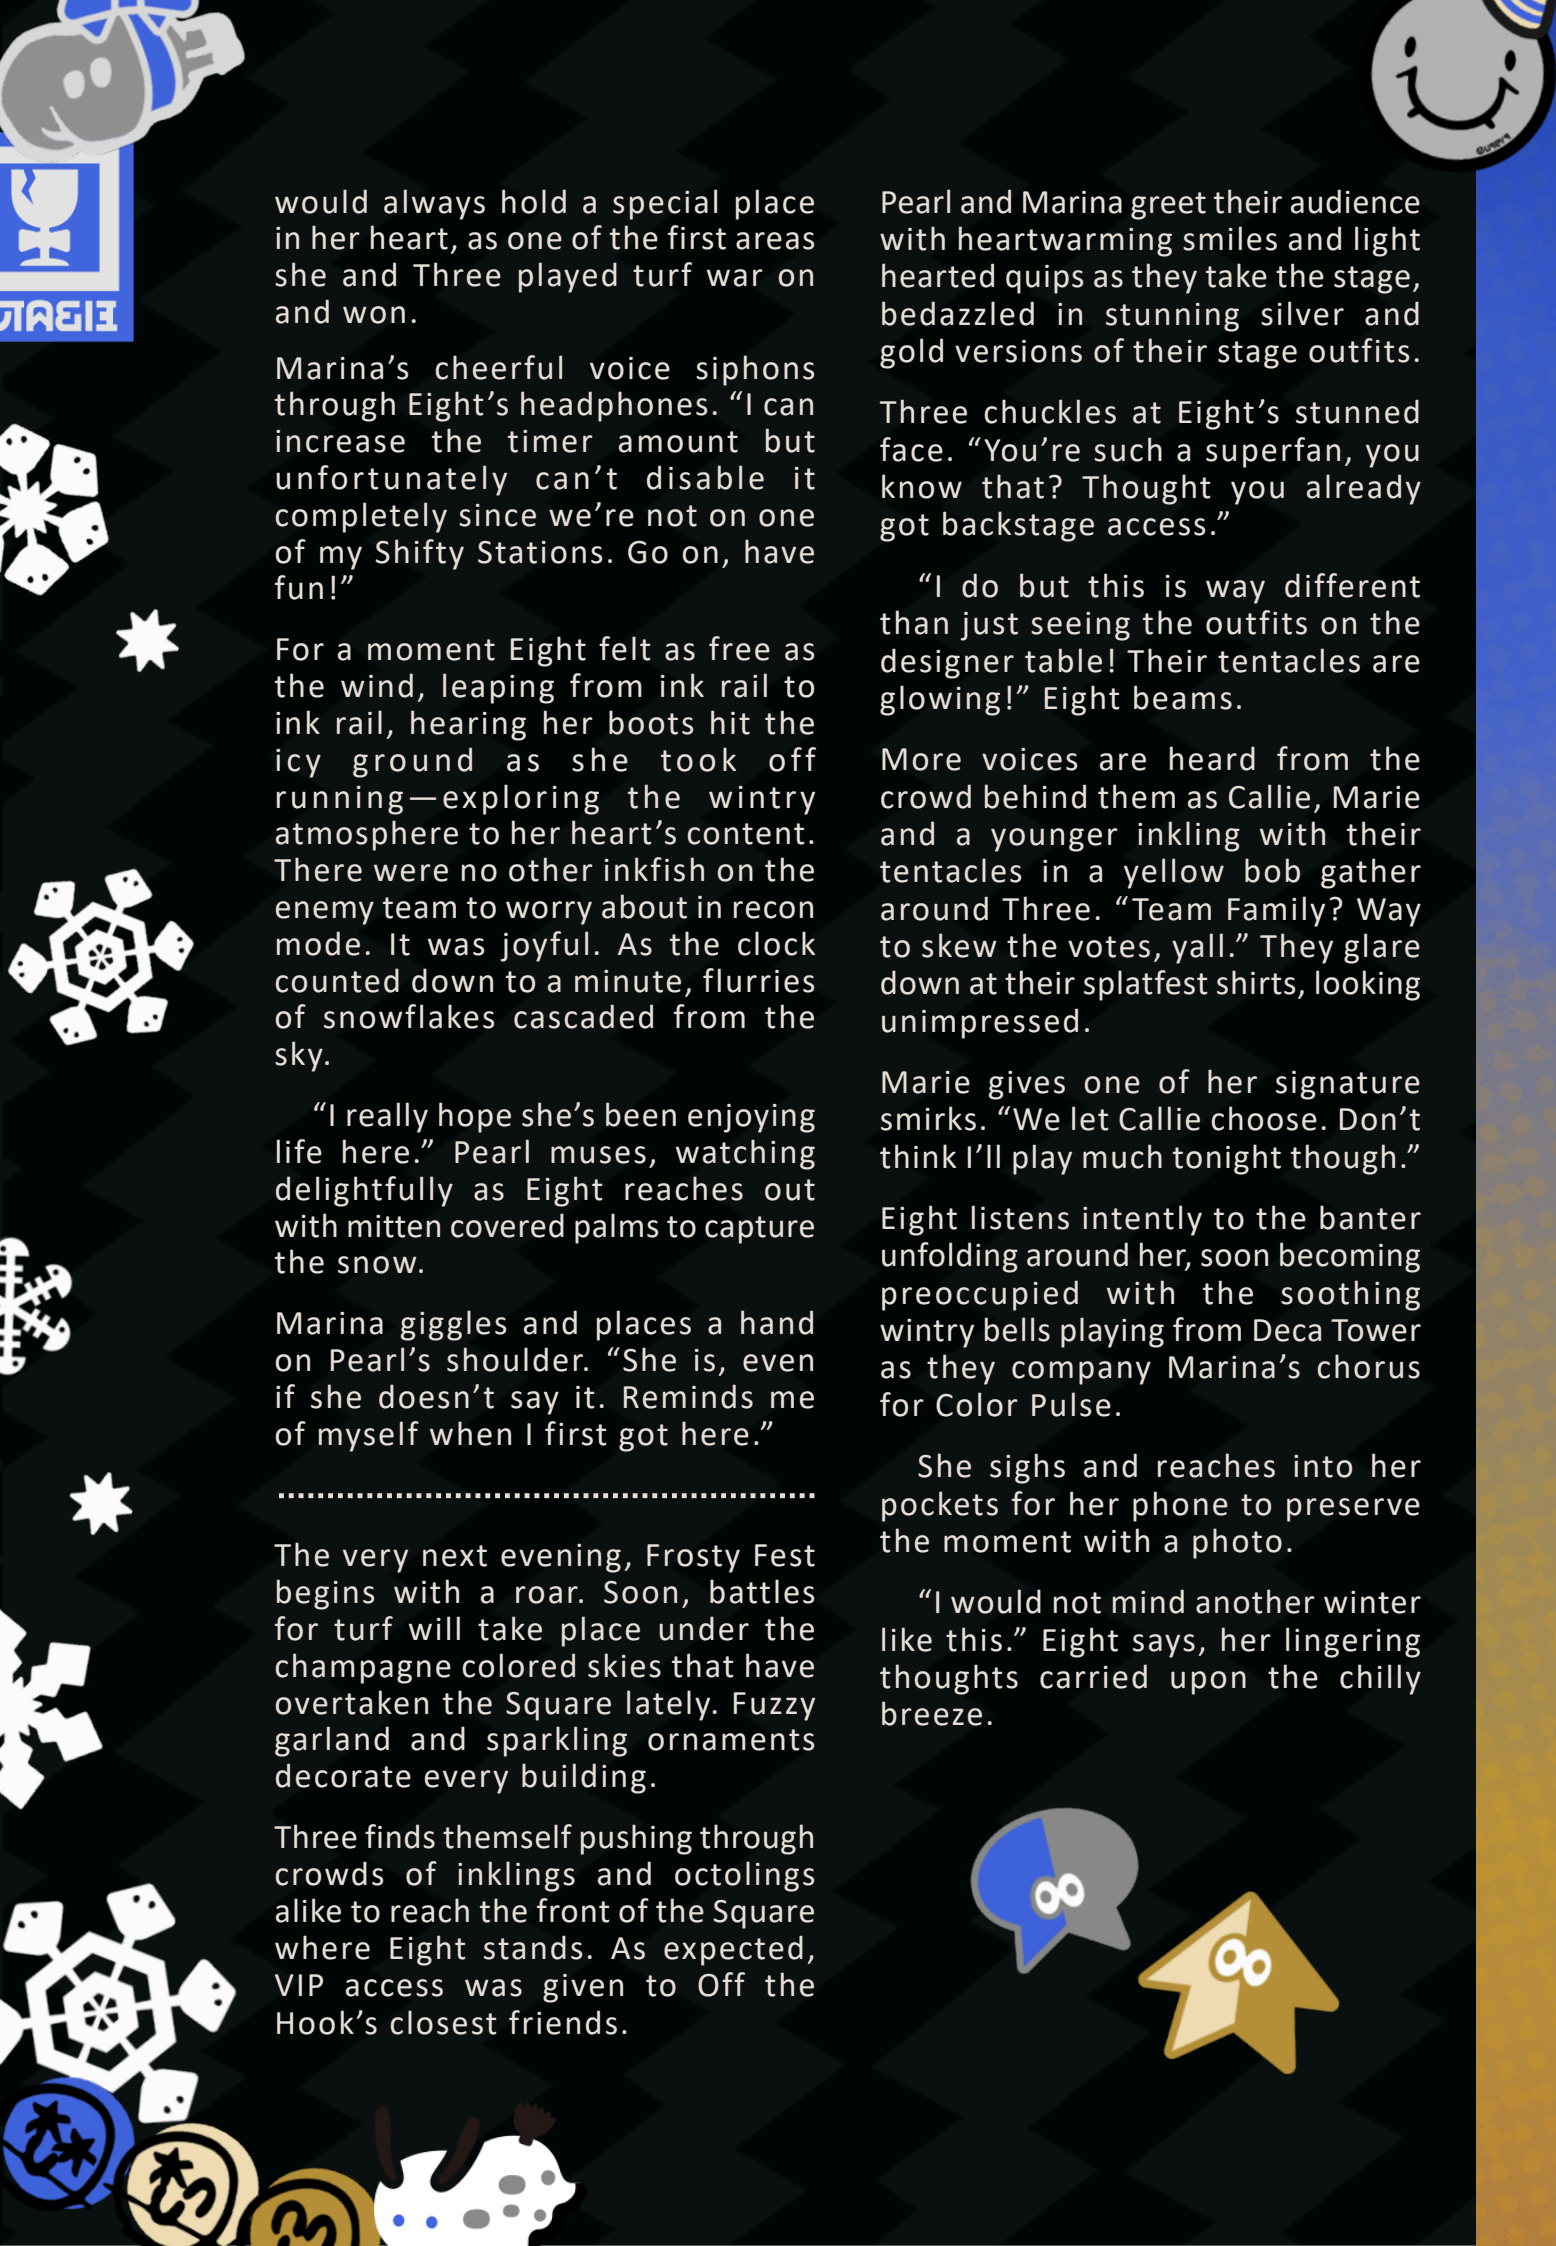 would always hold a special place
in her heart, as one of the first areas
she and Three played turf war on
and won.
Marina’s cheerful voice siphons
through Eight’s headphones. “I can
increase the timer amount but
unfortunately can’t disable it
completely since we’re not on one
of my Shifty Stations. Go on, have
fun!”
For a moment Eight felt as free as
the wind, leaping from ink rail to
ink rail, hearing her boots hit the
icy ground as she took off
running—exploring the wintry
atmosphere to her heart’s content.
There were no other inkfish on the
enemy team to worry about in recon
mode. It was joyful. As the clock
counted down to a minute, flurries
of snowflakes cascaded from the
sky.
“I really hope she’s been enjoying
life here.” Pearl muses, watching
delightfully as Eight reaches out
with mitten covered palms to capture
the snow.
Marina giggles and places a hand
on Pearl’s shoulder. “She is, even
if she doesn’t say it. Reminds me
of myself when I first got here.”
The very next evening, Frosty Fest
begins with a roar. Soon, battles
for turf will take place under the
champagne colored skies that have
overtaken the Square lately. Fuzzy
garland and sparkling ornaments
decorate every building.
Three finds themself pushing through
crowds of inklings and octolings
alike to reach the front of the Square
where Eight stands. As expected,
VIP access was given to Off the
Hook’s closest friends.
Pearl and Marina greet their audience
with heartwarming smiles and light
hearted quips as they take the stage,
bedazzled in stunning silver and
gold versions of their stage outfits.
Three chuckles at Eight’s stunned
face. “You’re such a superfan, you
know that? Thought you already
got backstage access.”
“I do but this is way different
than just seeing the outfits on the
designer table! Their tentacles are
glowing!” Eight beams.
More voices are heard from the
crowd behind them as Callie, Marie
and a younger inkling with their
tentacles in a yellow bob gather
around Three. “Team Family? Way
to skew the votes, yall.” They glare
down at their splatfest shirts, looking
unimpressed.
Marie gives one of her signature
smirks. “We let Callie choose. Don’t
think I’ll play much tonight though.”
Eight listens intently to the banter
unfolding around her, soon becoming
preoccupied with the soothing
wintry bells playing from Deca Tower
as they company Marina’s chorus
for Color Pulse.
She sighs and reaches into her
pockets for her phone to preserve
the moment with a photo.
“I would not mind another winter
like this.” Eight says, her lingering
thoughts carried upon the chilly
breeze.